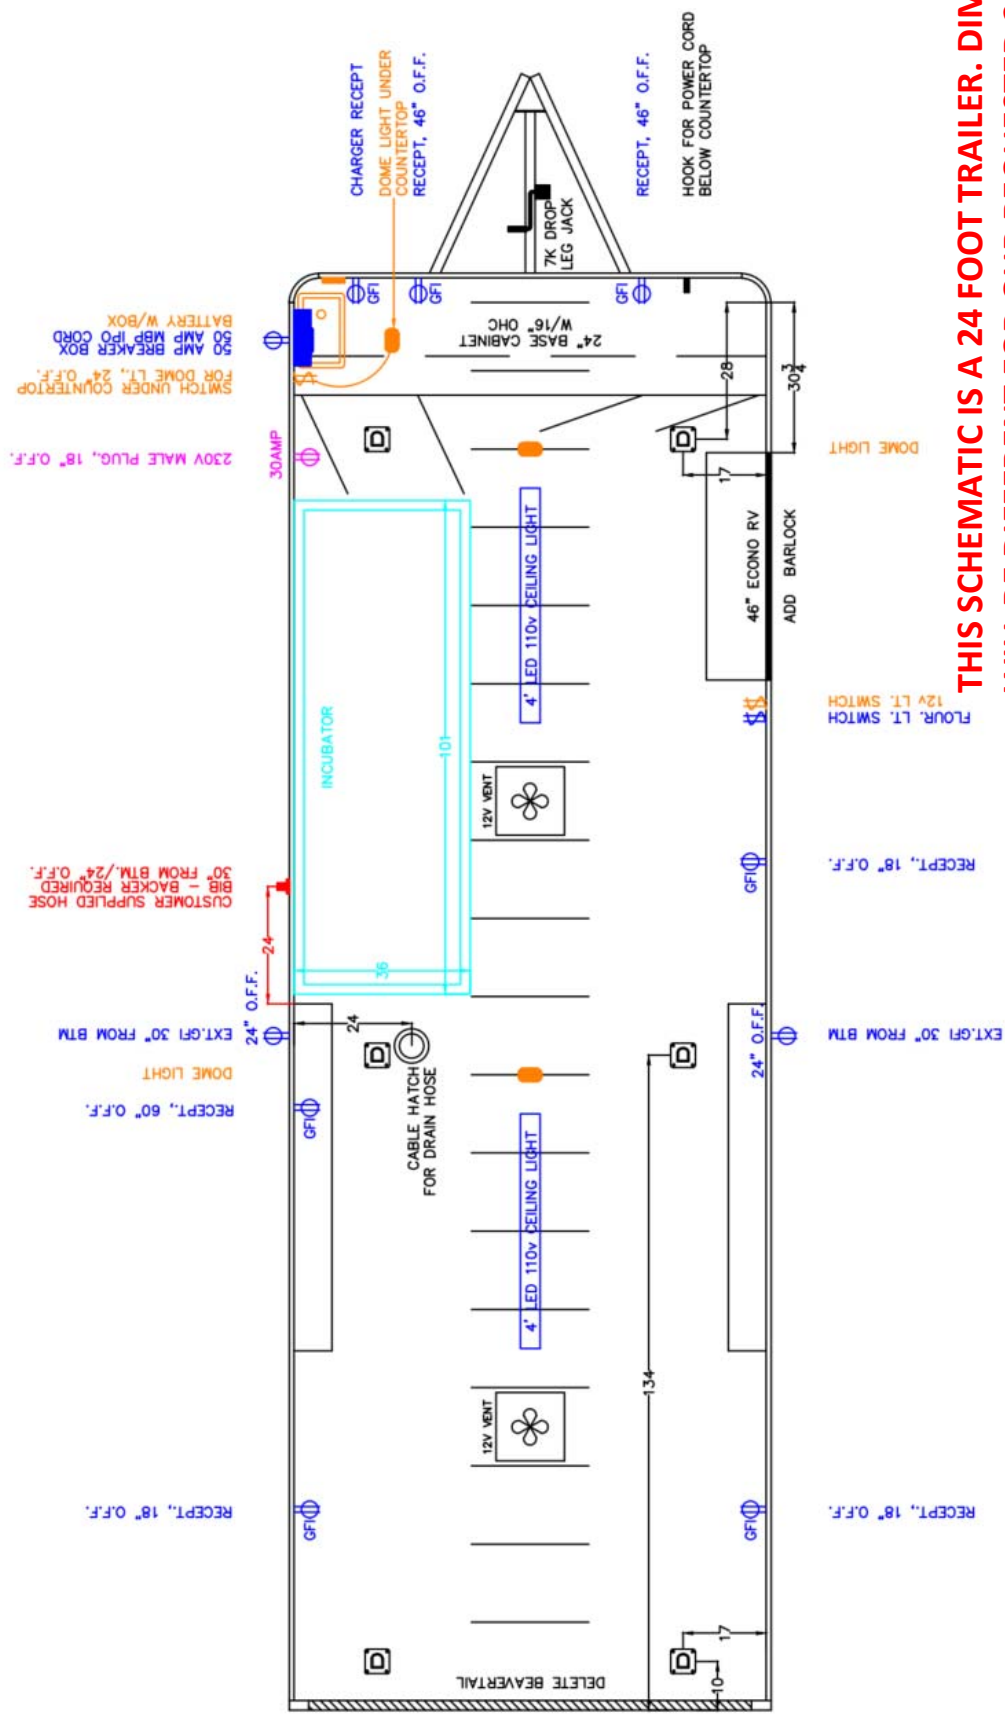 THIS SCHEMATIC IS A 24 FOOT TRAILER. DIM
CHARGER RECEPT
DOME LIGHT UNDER
COUNTERTOP
RECEPT, 46" O.F.F.
RECEPT, 46" O.F.F.
HOOK FOR POWER CORD
BELOW COUNTERTOP
7K DROP
LEG JACK
GFI
GFI
GFI
24" BASE CABINET
W/16" OHC
BATTERY W/BOX
50 AMP MBP IPO CORD
50 AMP BREAKER BOX
SWITCH UNDER COUNTERTOP
FOR DOME LT., 24" O.F.F.
230V MALE PLUG, 18" O.F.F.
30AMP
D
D
28
30 3/4
17
DOME LIGHT
46" ECONO RV
ADD BARLOCK
4' LED 110v CEILING LIGHT
INCUBATOR
101
36
12V VENT
12v LT. SWITCH
FLOUR. LT. SWITCH
GFI
RECEPT., 18" O.F.F.
CUSTOMER SUPPLIED HOSE
BIB - BACKER REQUIRED
30" FROM BTM./24" O.F.F.
24
24" O.F.F.
EXT.GFI 30" FROM BTM
24
D
D
CABLE HATCH
FOR DRAIN HOSE
24" O.F.F.
EXT.GFI 30" FROM BTM
DOME LIGHT
RECEPT., 60" O.F.F.
GFI
4' LED 110v CEILING LIGHT
134
12V VENT
RECEPT., 18" O.F.F.
GFI
GFI
RECEPT., 18" O.F.F.
D
D
17
10
DELETE BEAVERTAIL